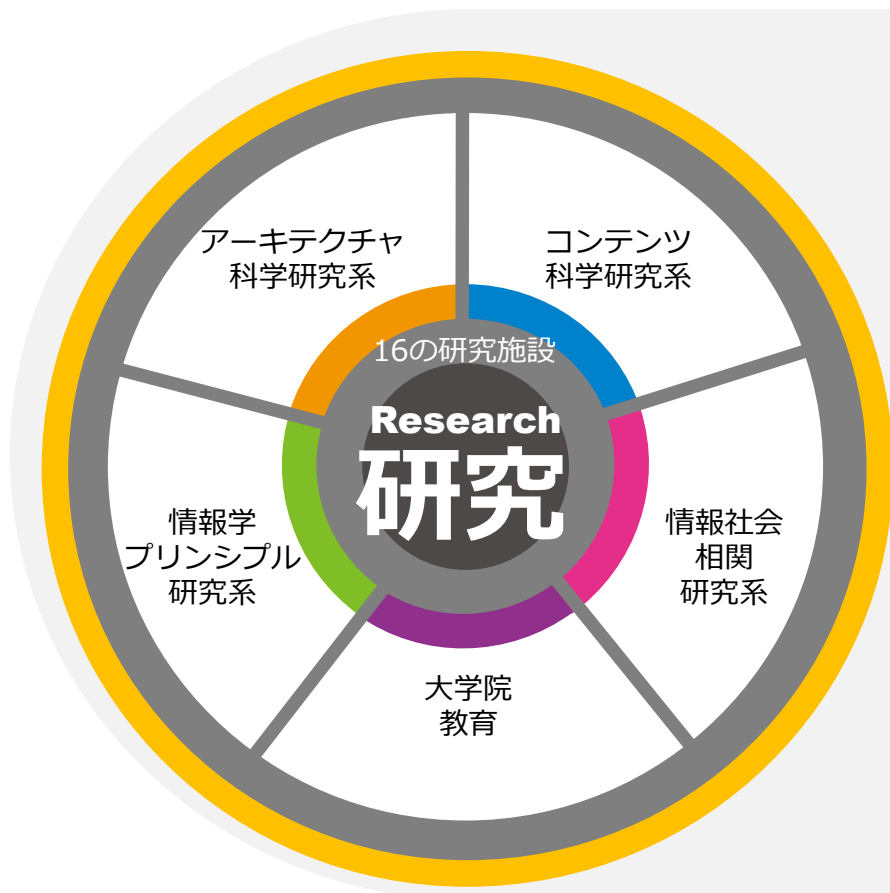 アーキテクチャ
科学研究系
コンテンツ
科学研究系
16の研究施設
Research
研究
情報学
プリンシプル
研究系
情報社会
相関
研究系
大学院
教育